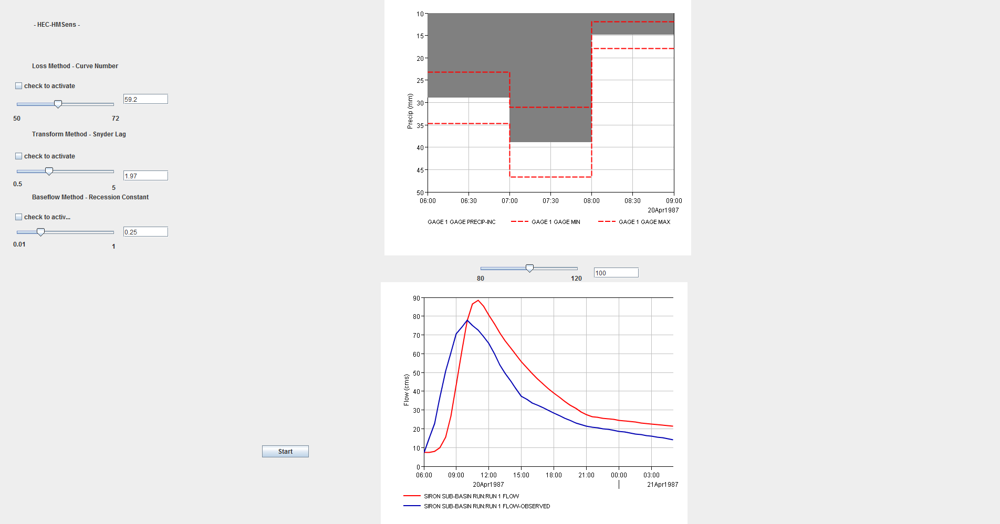 - HEC-HMSens -
Loss Method - Curve Number
check to activate
59.2
50
72
Transform Method - Snyder Lag
check to activate
1.97
0.5
5
Baseflow Method - Recession Constant
check to activ...
0.25
0.01
1
Start
Precip (mm)
10
15
20
25
30
35
40
45
50
06:00 06:30 07:00 07:30 08:00 08:30 09:00
20Apr1987
GAGE 1 GAGE PRECIP-INC GAGE 1 GAGE MIN GAGE 1 GAGE MAX
80
120
100
Flow (cms)
90
80
70
60
50
40
30
20
10
0
06:00 09:00 12:00 15:00 18:00 21:00 00:00 03:00
20Apr1987 21Apr1987
SIRON SUB-BASIN RUN:RUN 1 FLOW
SIRON SUB-BASIN RUN:RUN 1 FLOW-OBSERVED